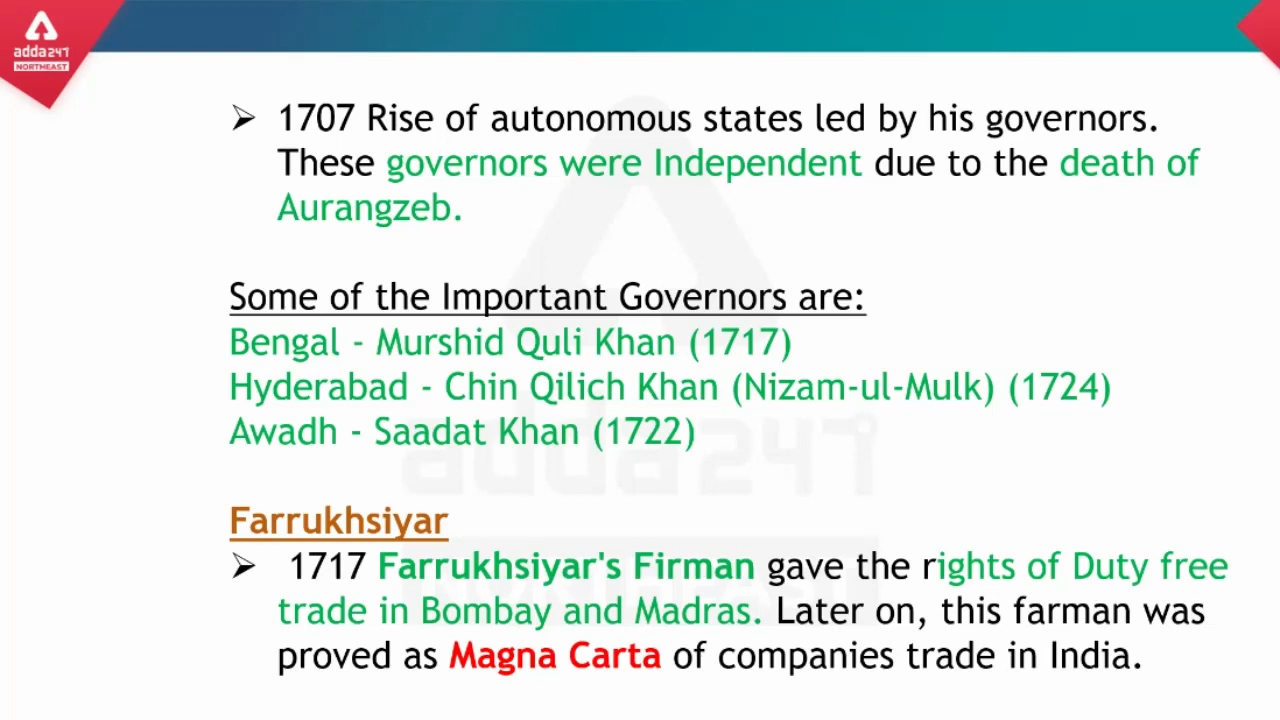 adda247
NORTHEAST
➢ 1707 Rise of autonomous states led by his governors.
These governors were Independent due to the death of
Aurangzeb.
Some of the Important Governors are:
Bengal - Murshid Quli Khan (1717)
Hyderabad - Chin Qilich Khan (Nizam-ul-Mulk) (1724)
Awadh - Saadat Khan (1722)
adda247
Farrukhsiyar
➢ 1717 Farrukhsiyar's Firman gave the rights of Duty free
trade in Bombay and Madras. Later on, this farman was
proved as Magna Carta of companies trade in India.